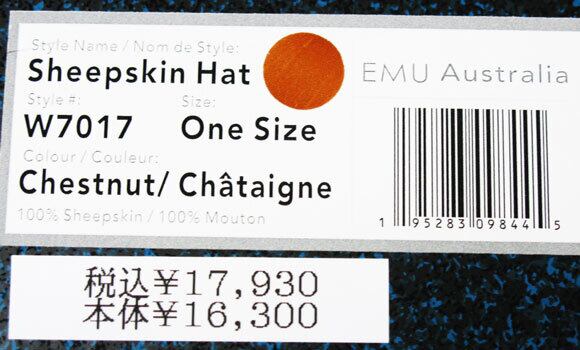 Style Name / Nom de Style:
Sheepskin Hat
EMU Australia
Style #: Size:
W7017 One Size
Colour / Couleur:
Chestnut/ Châtaigne
100% Sheepskin / 100% Mouton
1 95283 09844 5
税込¥17,930
本体¥16,300